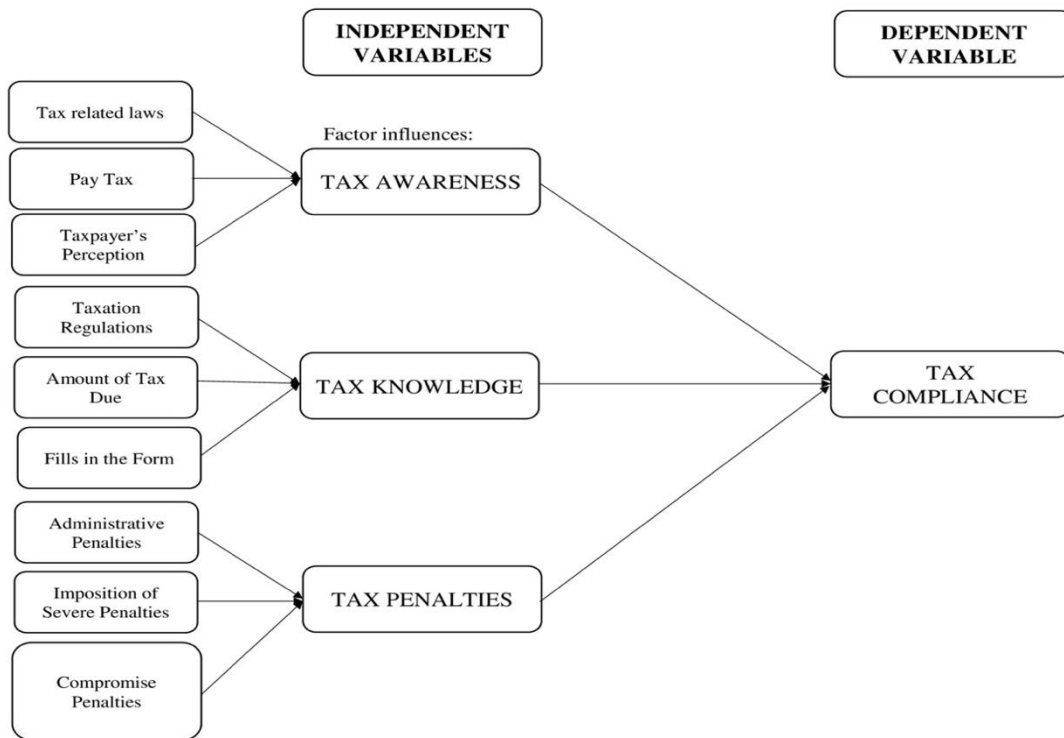 INDEPENDENT
VARIABLES
DEPENDENT
VARIABLE
Tax related laws
Pay Tax
Taxpayer’s
Perception
Factor influences:
TAX AWARENESS
Taxation
Regulations
Amount of Tax
Due
Fills in the Form
TAX KNOWLEDGE
TAX
COMPLIANCE
Administrative
Penalties
Imposition of
Severe Penalties
Compromise
Penalties
TAX PENALTIES